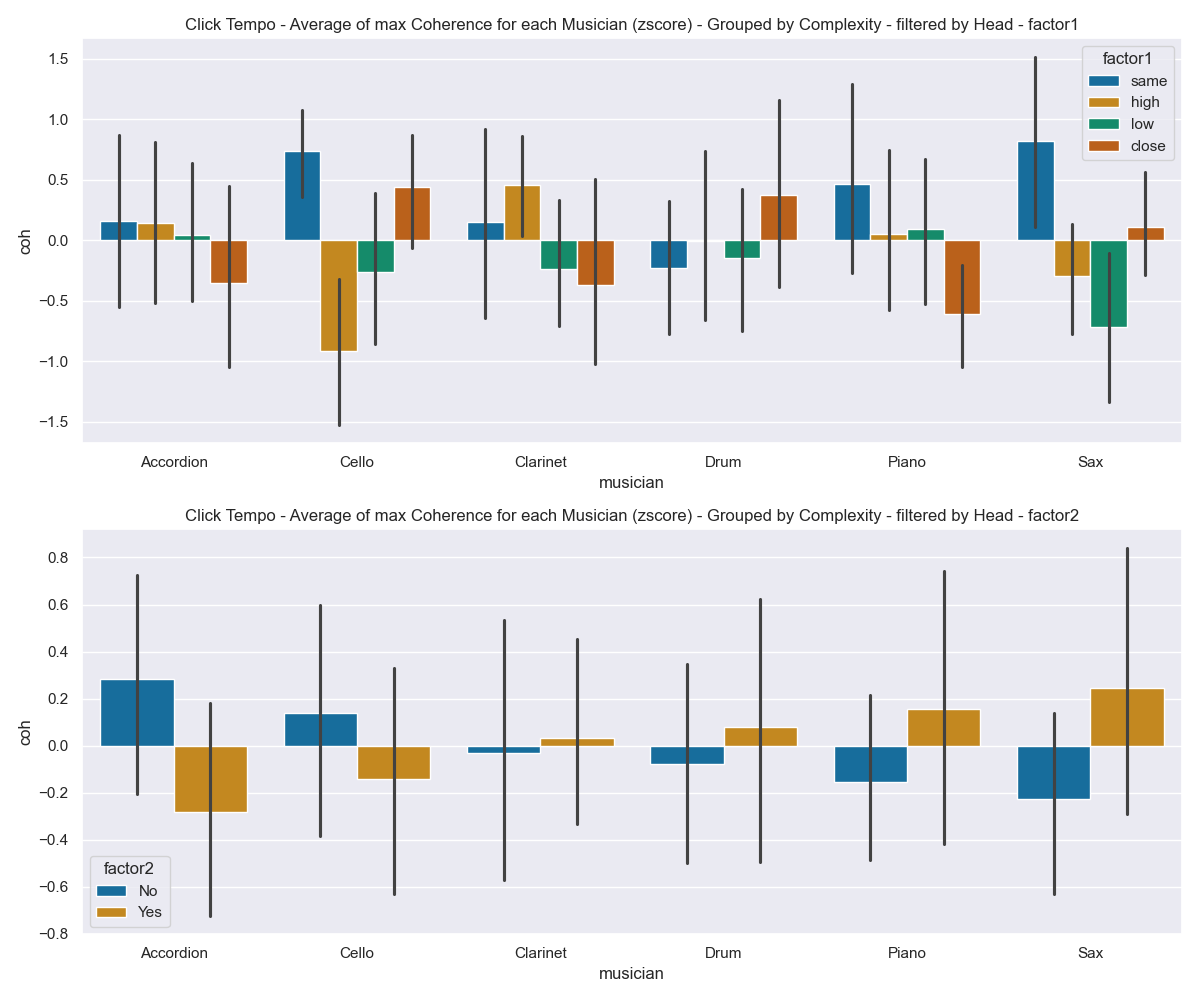 Click Tempo - Average of max Coherence for each Musician (zscore) - Grouped by Complexity - filtered by Head - factor1
1.5
1.0
0.5
0.0
−0.5
−1.0
−1.5
coh
factor1
same
high
low
close
Accordion Cello Clarinet Drum Piano Sax
musician
Click Tempo - Average of max Coherence for each Musician (zscore) - Grouped by Complexity - filtered by Head - factor2
0.8
0.6
0.4
0.2
0.0
−0.2
−0.4
−0.6
−0.8
coh
factor2
No
Yes
Accordion Cello Clarinet Drum Piano Sax
musician